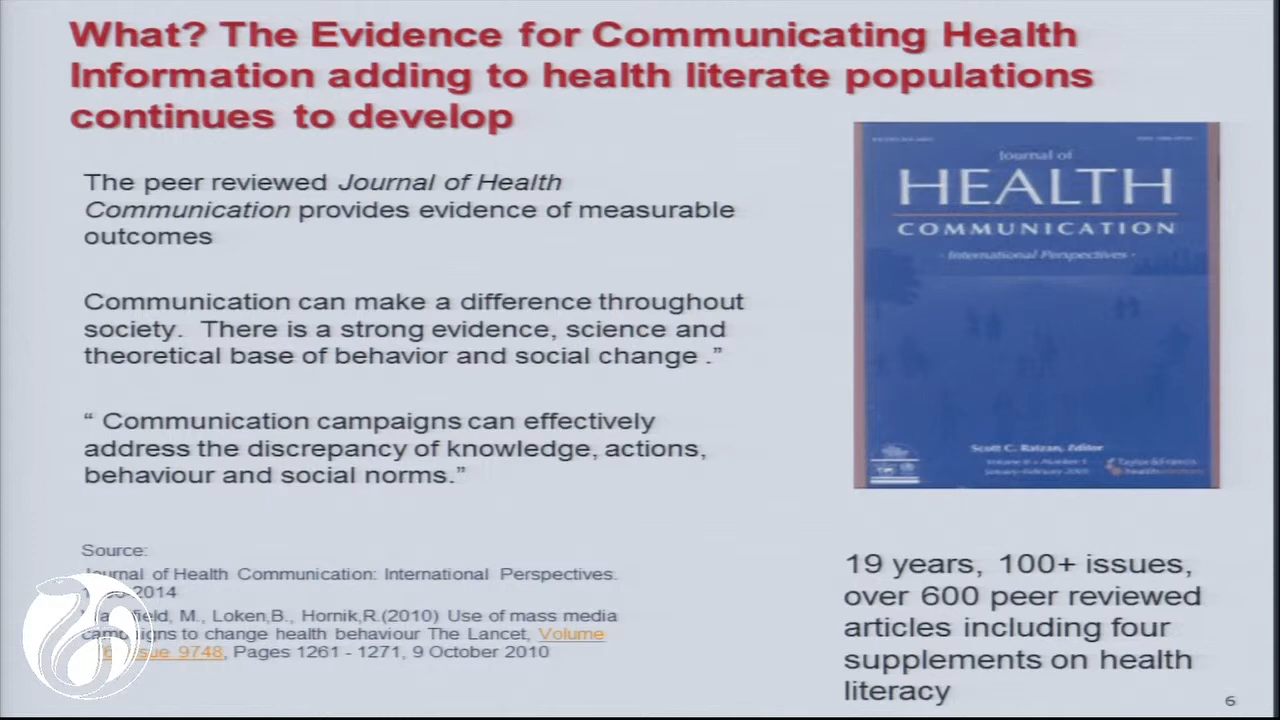 What? The Evidence for Communicating Health
Information adding to health literate populations
continues to develop
The peer reviewed Journal of Health
Communication provides evidence of measurable
outcomes
Communication can make a difference throughout
society. There is a strong evidence, science and
theoretical base of behavior and social change .”
“ Communication campaigns can effectively
address the discrepancy of knowledge, actions,
behaviour and social norms.”
Source:
Journal of Health Communication: International Perspectives.
2014
M., Loken,B., Hornik,R.(2010) Use of mass media
to change health behaviour The Lancet, Volume
9748, Pages 1261 - 1271, 9 October 2010
Journal of
HEALTH
COMMUNICATION
- International Perspectives -
Scott C. Ratzan, Editor
Taylor & Francis
19 years, 100+ issues,
over 600 peer reviewed
articles including four
supplements on health
literacy
6